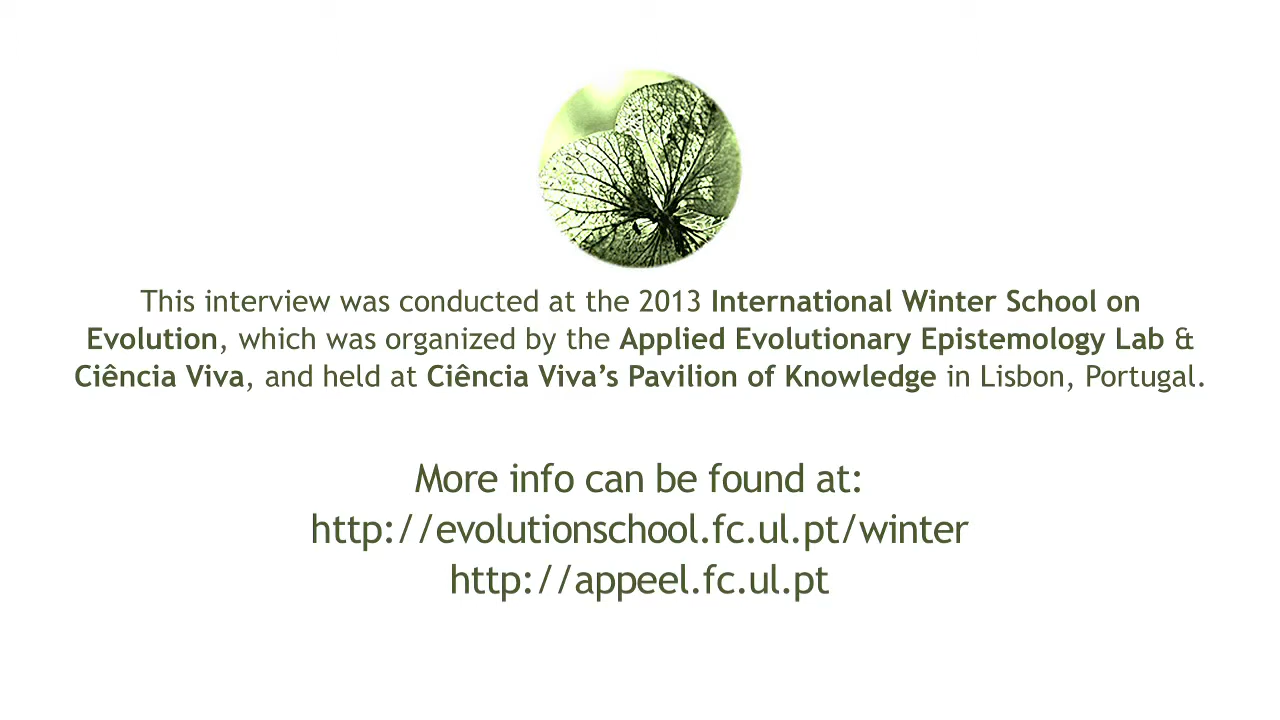 This interview was conducted at the 2013 International Winter School on
Evolution, which was organized by the Applied Evolutionary Epistemology Lab &
Ciência Viva, and held at Ciência Viva’s Pavilion of Knowledge in Lisbon, Portugal.
More info can be found at:
http://evolutionschool.fc.ul.pt/winter
http://appeel.fc.ul.pt